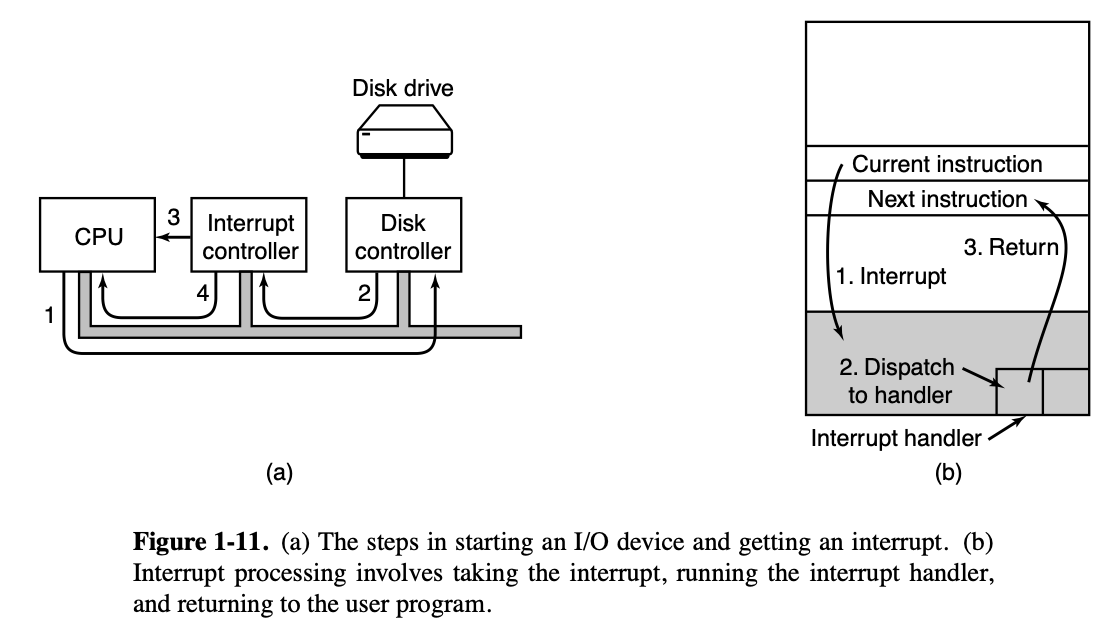 Disk drive
CPU
3
Interrupt
controller
Disk
controller
1
4
2
(a)
Current instruction
Next instruction
3. Return
1. Interrupt
2. Dispatch
to handler
Interrupt handler
(b)
Figure 1-11. (a) The steps in starting an I/O device and getting an interrupt. (b)
Interrupt processing involves taking the interrupt, running the interrupt handler,
and returning to the user program.